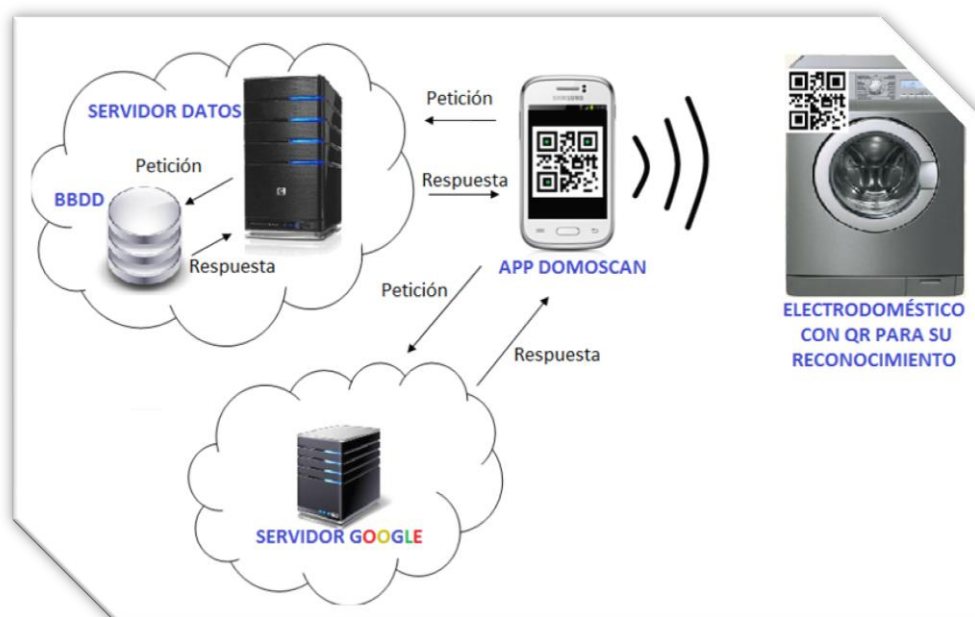 SERVIDOR DATOS
Petición
BBDD
Respuesta
Petición
Respuesta
SAMSUNG
APP DOMOSCAN
Petición
Respuesta
ELECTRODOMÉSTICO
CON QR PARA SU
RECONOCIMIENTO
SERVIDOR GOOGLE